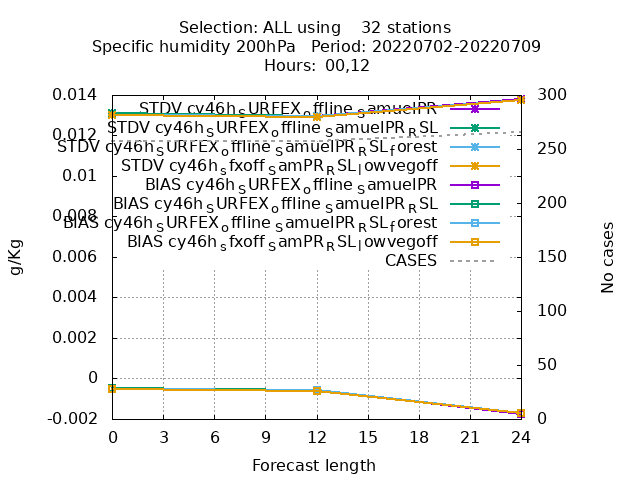 Selection: ALL using    32 stations
Specific humidity 200hPa   Period: 20220702-20220709
Hours: 00,12
0.014
0.012
0.01
0.008
0.006
0.004
0.002
0
-0.002
g/Kg
STDV cy46h_SURFEX_offline_SamuelPR
STDV cy46h_SURFEX_offline_SamuelPR_RSL
STDV cy46h_SURFEX_offline_SamuelPR_RSL_forest
STDV cy46h_sfxoff_SamPR_RSL_lowvegoff
BIAS cy46h_SURFEX_offline_SamuelPR
BIAS cy46h_SURFEX_offline_SamuelPR_RSL
BIAS cy46h_SURFEX_offline_SamuelPR_RSL_forest
BIAS cy46h_sfxoff_SamPR_RSL_lowvegoff
CASES
300
250
200
150
100
50
0
No cases
0 3 6 9 12 15 18 21 24
Forecast length